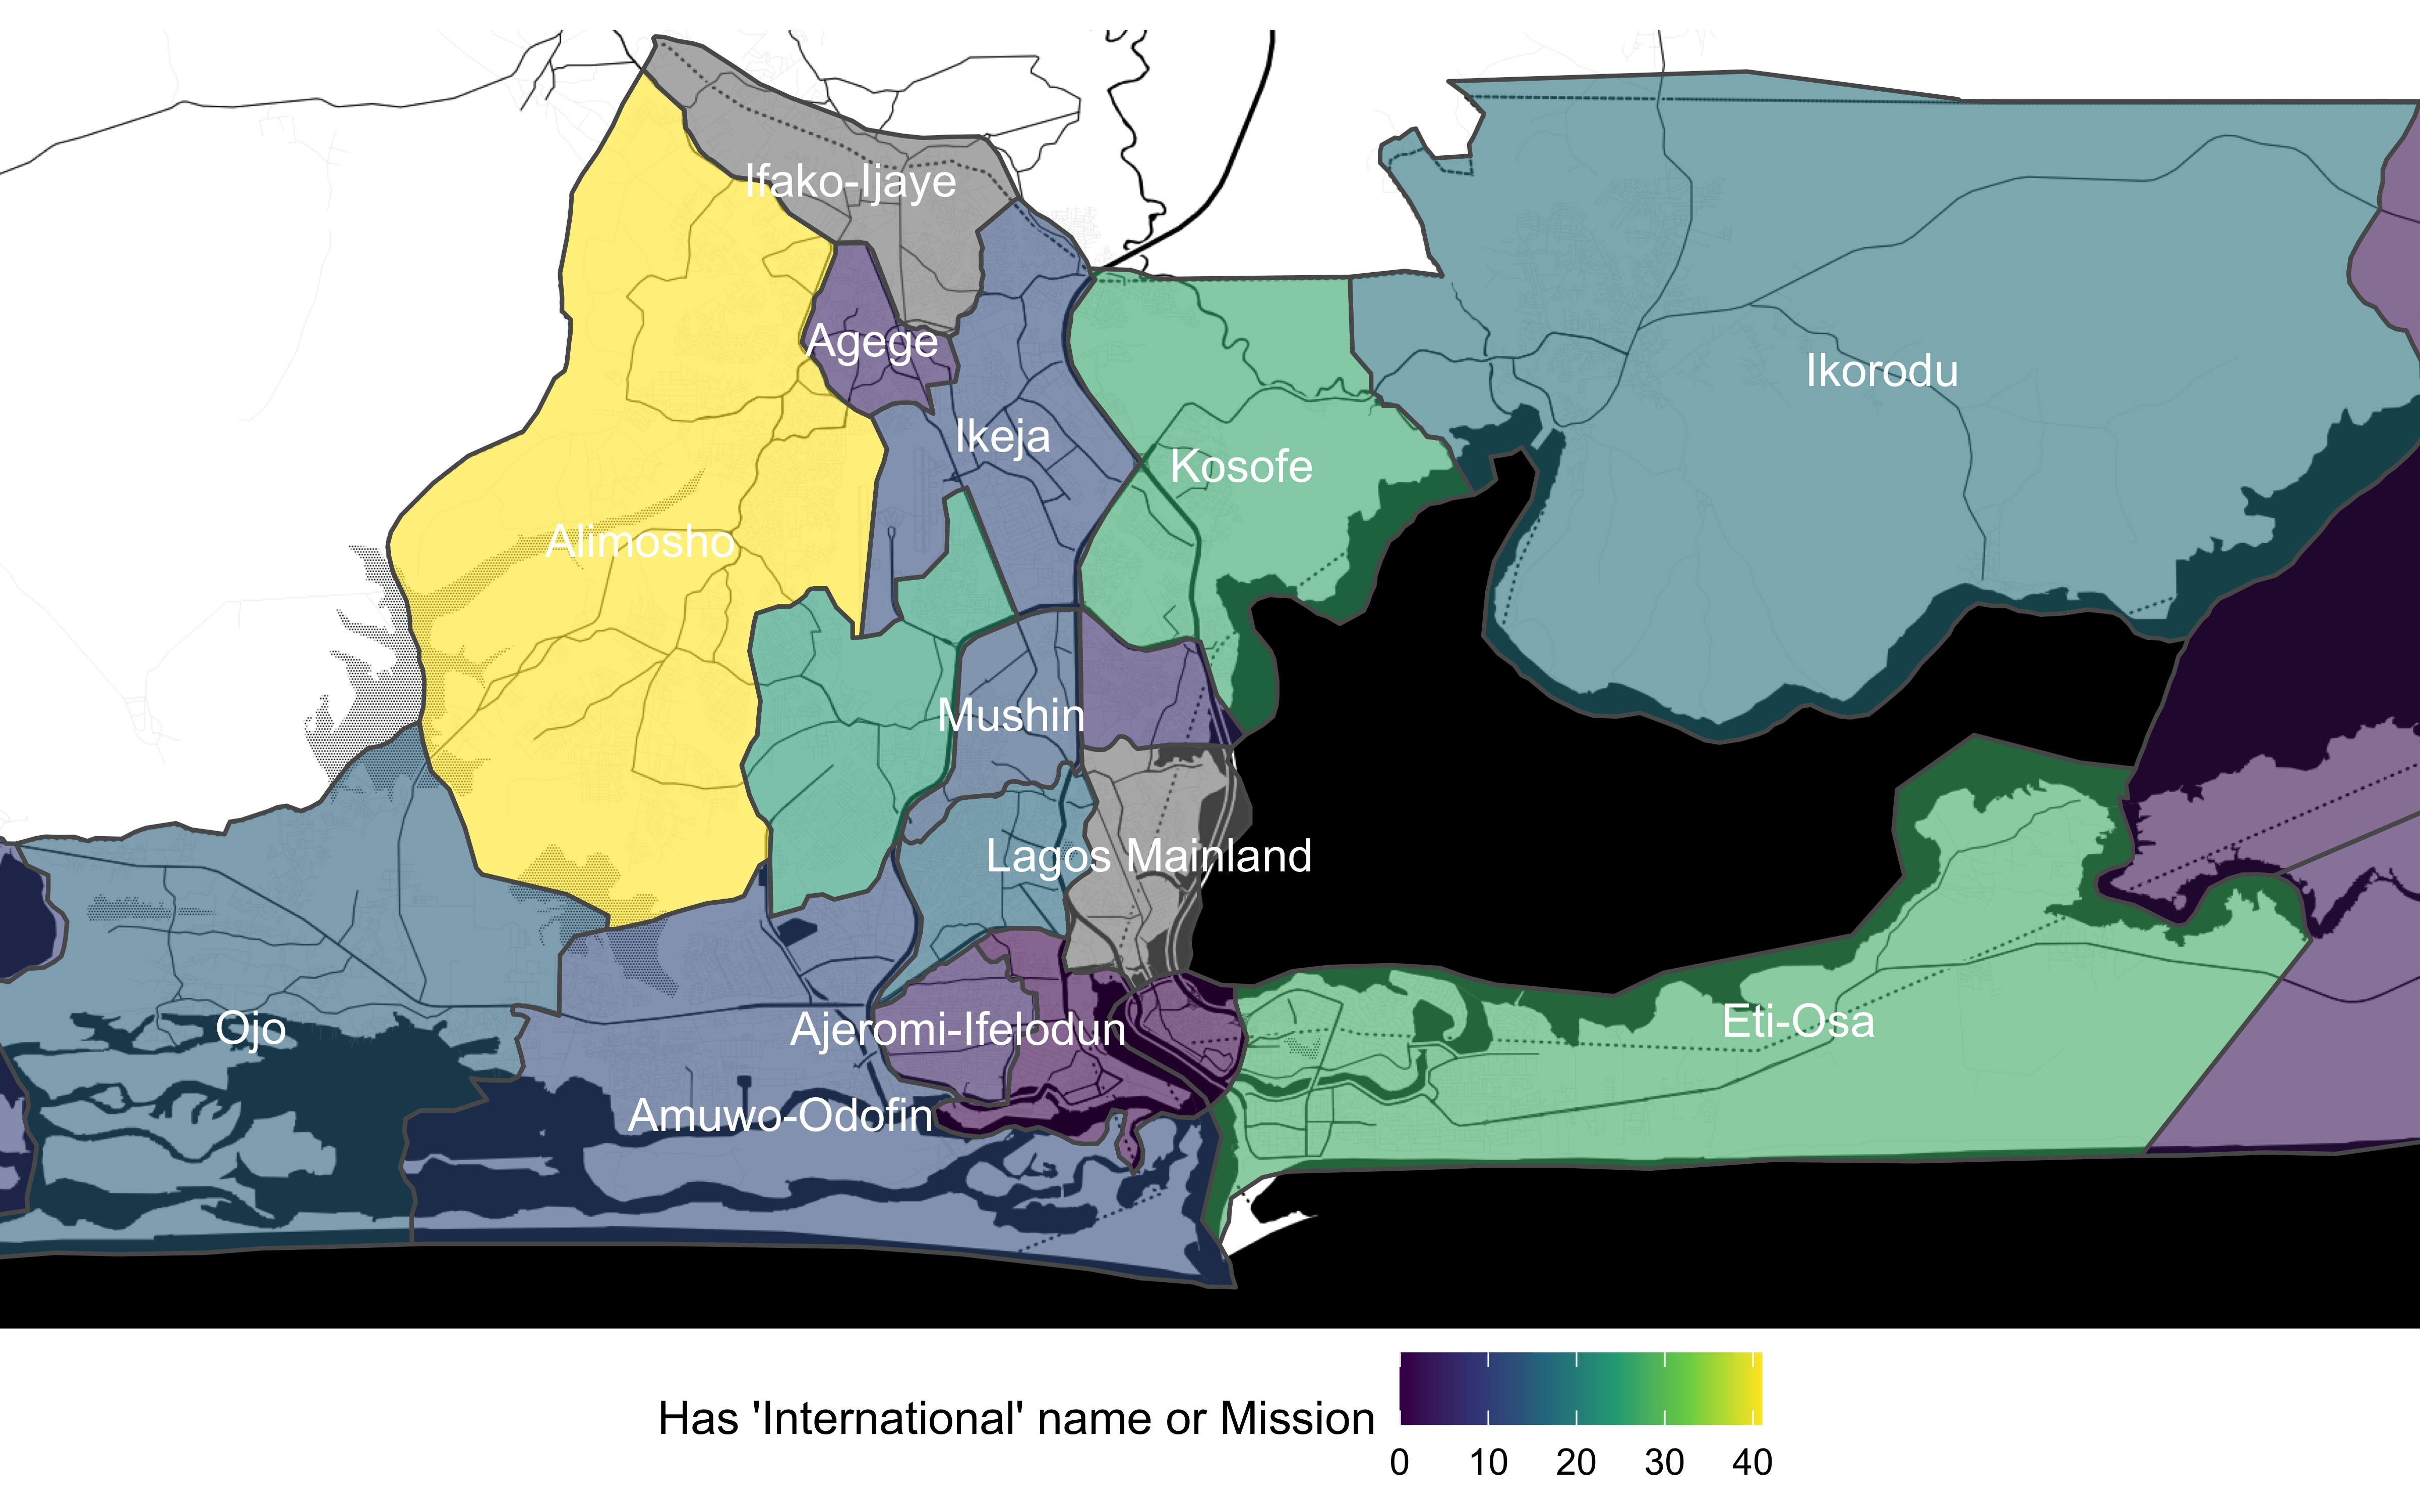 Ifako-Ijaye
Agege
Ikorodu
Ikeja
Kosofe
Alimosho
Mushin
Lagos Mainland
Eti-Osa
Ojo
Ajeromi-Ifelodun
Amuwo-Odofin
Has 'International' name or Mission
0 10 20 30 40